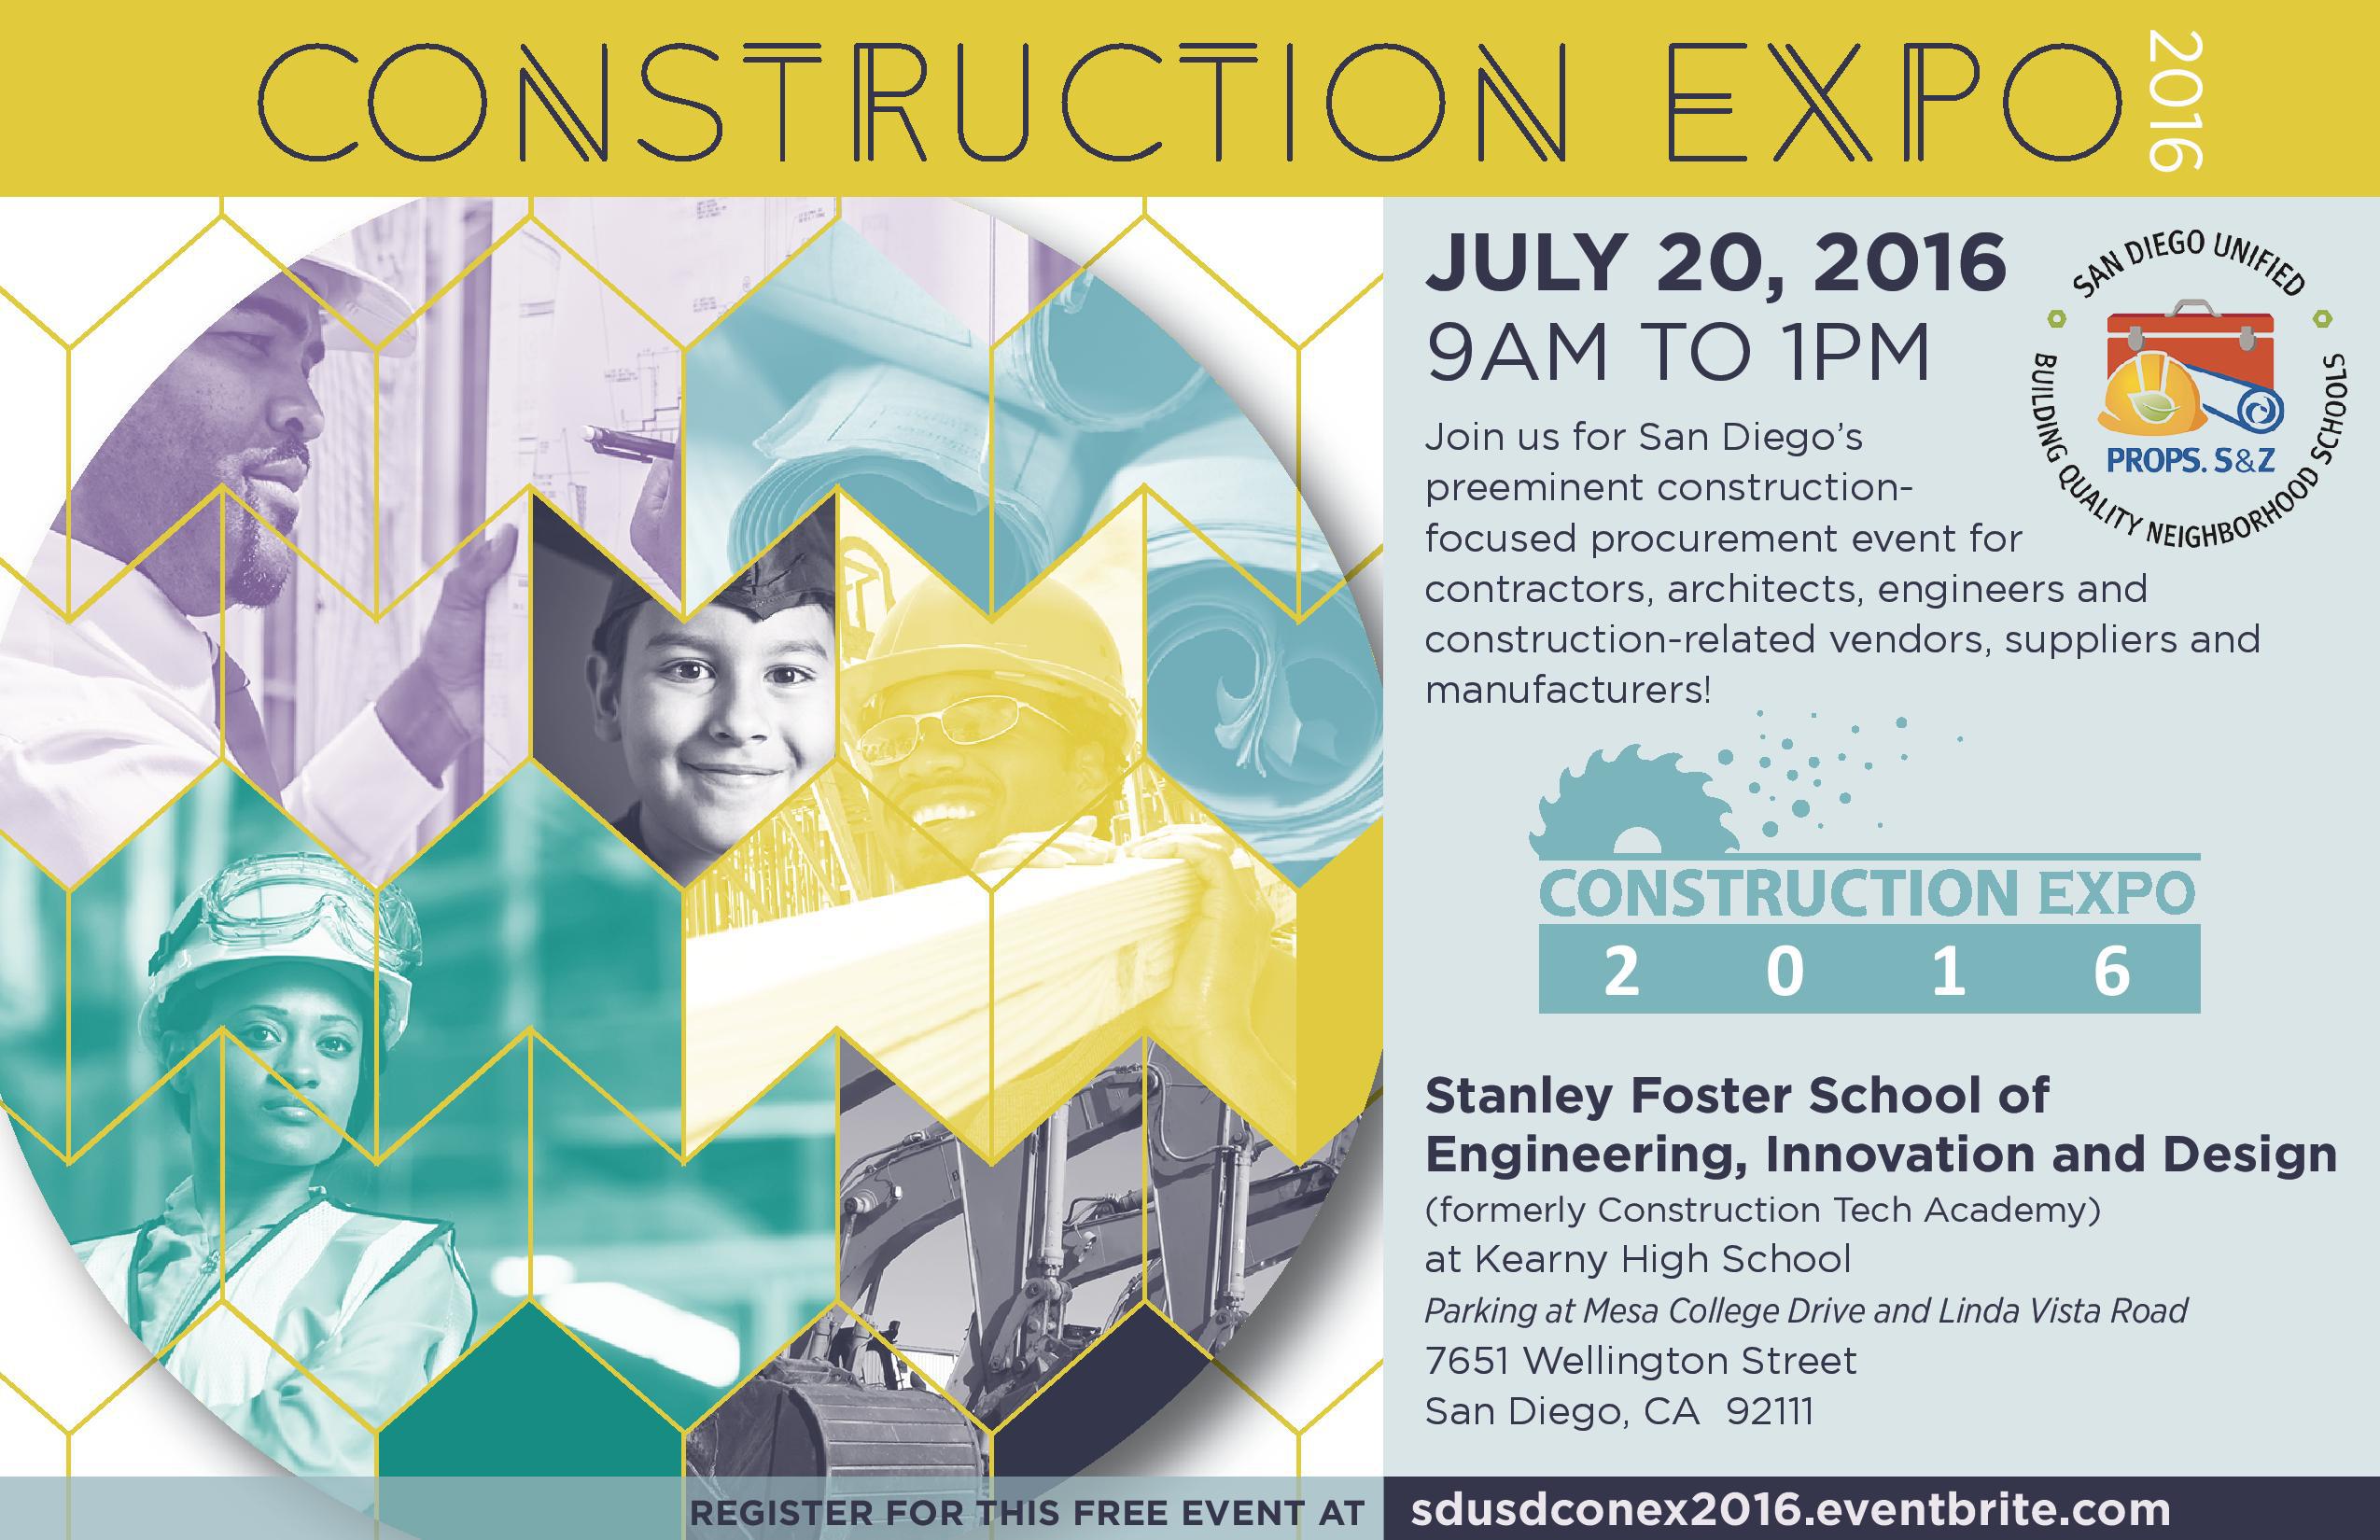 CONSTRUCTION EXPO
2016
JULY 20, 2016
9AM TO 1PM
SAN DIEGO UNIFIED
BUILDING QUALITY NEIGHBORHOOD SCHOOLS
PROPS. S&Z
Join us for San Diego’s
preeminent construction-
focused procurement event for
contractors, architects, engineers and
construction-related vendors, suppliers and
manufacturers!
CONSTRUCTION EXPO
2 0 1 6
Stanley Foster School of
Engineering, Innovation and Design
(formerly Construction Tech Academy)
at Kearny High School
Parking at Mesa College Drive and Linda Vista Road
7651 Wellington Street
San Diego, CA 92111
REGISTER FOR THIS FREE EVENT AT sdusdconex2016.eventbrite.com